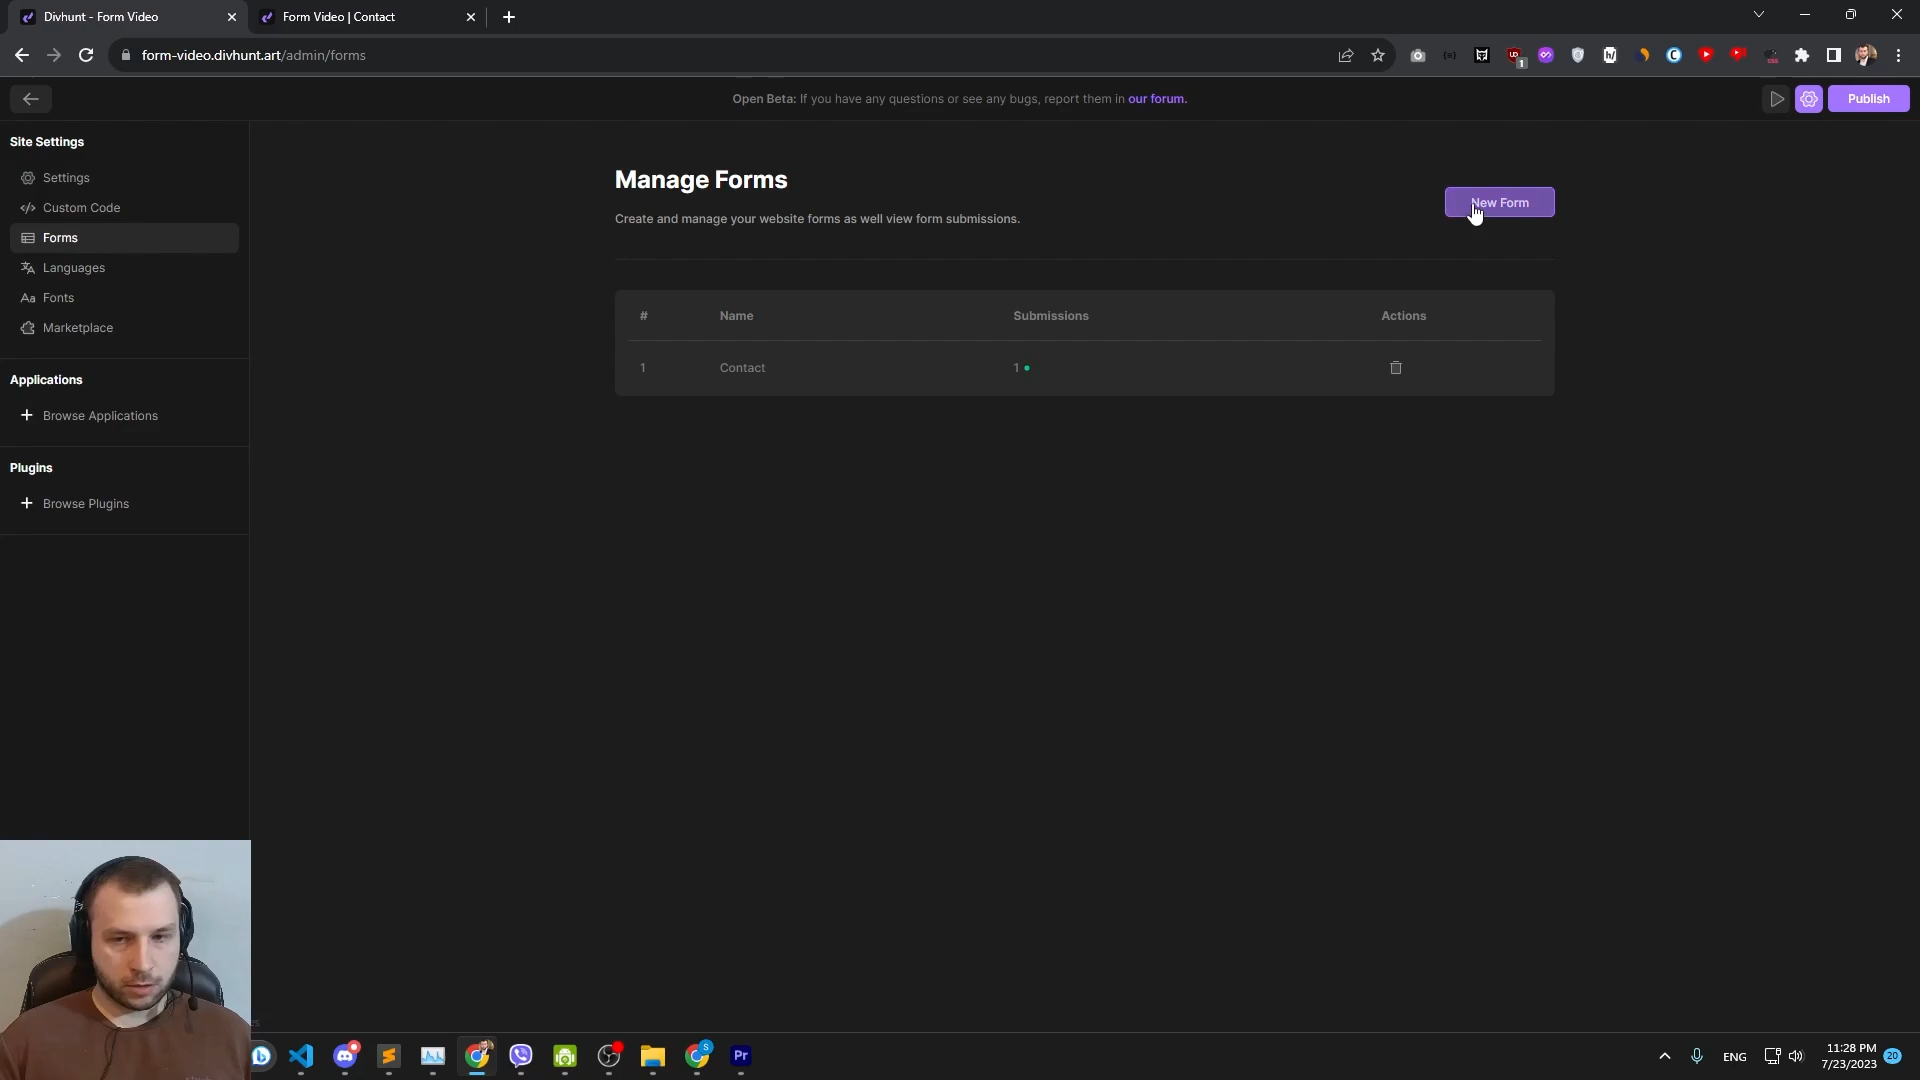 Divhunt - Form Video
Form Video | Contact
form-video.divhunt.art/admin/forms
Open Beta: If you have any questions or see any bugs, report them in our forum.
Publish
Site Settings
Settings
Custom Code
Forms
Languages
Fonts
Marketplace
Applications
Browse Applications
Plugins
Browse Plugins
Manage Forms
Create and manage your website forms as well view form submissions.
New Form
# Name Submissions Actions
1 Contact 1
ENG
11:28 PM
7/23/2023
20